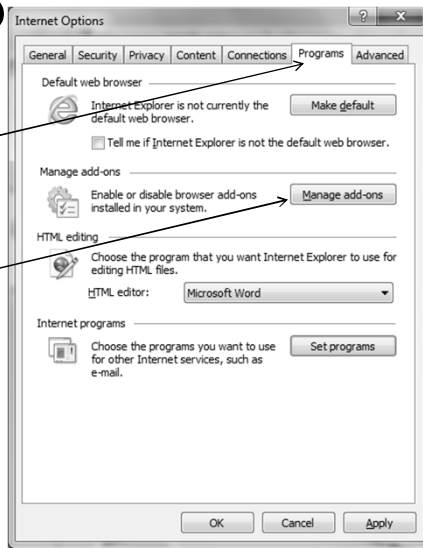 Internet Options
?
X
General Security Privacy Content Connections Programs Advanced
Default web browser
Internet Explorer is not currently the
default web browser.
Make default
Tell me if Internet Explorer is not the default web browser.
Manage add-ons
Enable or disable browser add-ons
installed in your system.
Manage add-ons
HTML editing
Choose the program that you want Internet Explorer to use for
editing HTML files.
HTML editor:
Microsoft Word
Internet programs
Choose the programs you want to use
for other Internet services, such as
e-mail.
Set programs
OK Cancel Apply